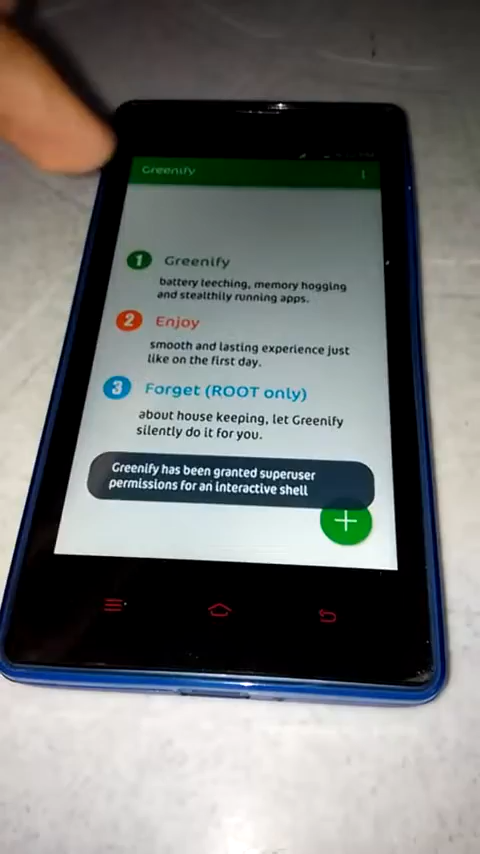 Greenify
1 Greenify
battery leeching, memory hogging
and stealthily running apps.
2 Enjoy
smooth and lasting experience just
like on the first day.
3 Forget (ROOT only)
about house keeping, let Greenify
silently do it for you.
Greenify has been granted superuser
permissions for an interactive shell